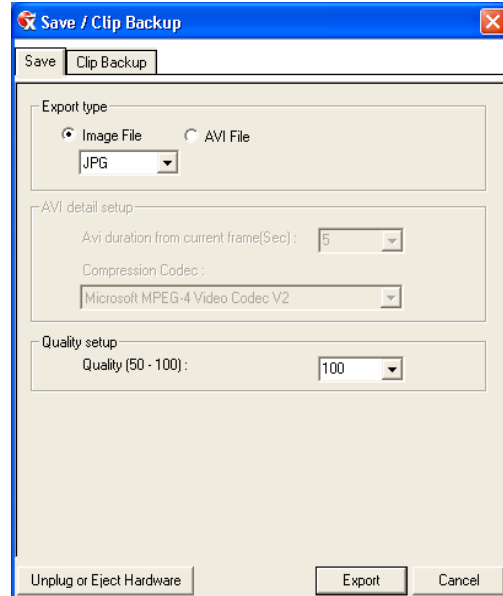 Save / Clip Backup
Save Clip Backup
Export type
Image File AVI File
JPG
AVI detail setup
Avi duration from current frame(Sec) : 5
Compression Codec :
Microsoft MPEG-4 Video Codec V2
Quality setup
Quality (50 - 100) : 100
Unplug or Eject Hardware Export Cancel